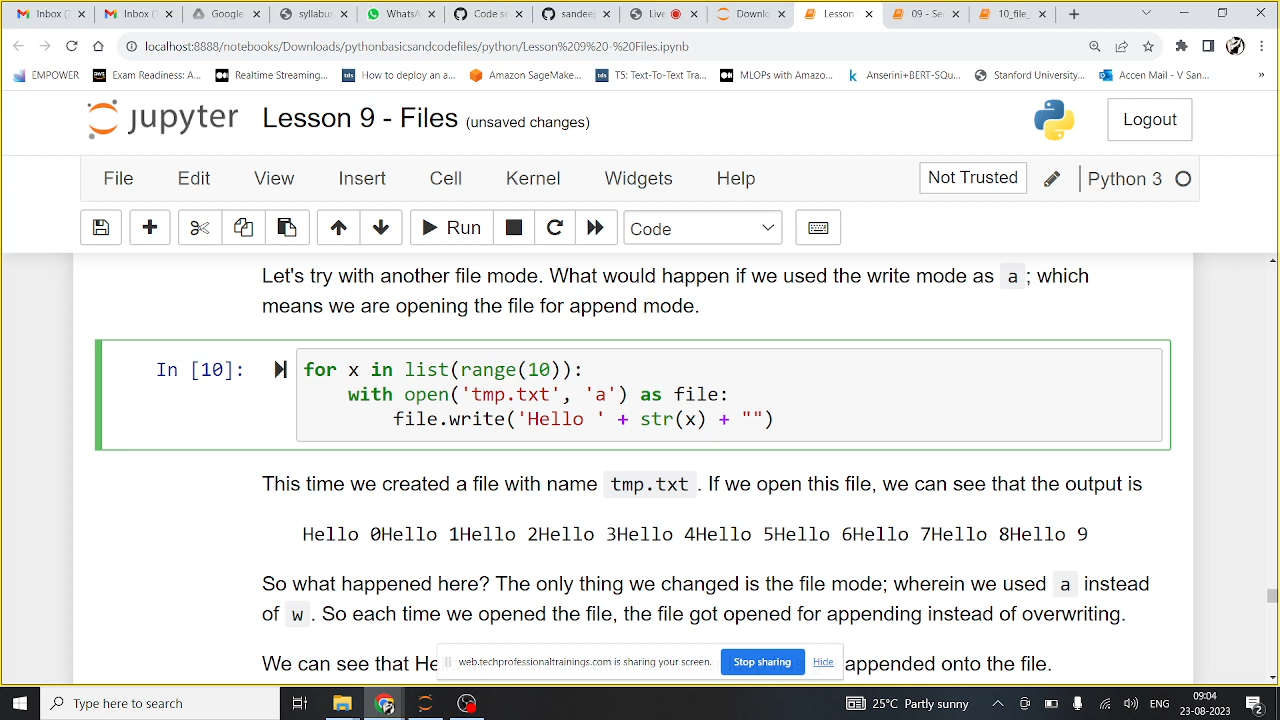 Inbox (
Inbox (
Google
syllabus
WhatsA
Code se
sandeep
Live
Downlo
Lesson
09 - Se
10_file_
localhost:8888/notebooks/Downloads/pythonbasicsandcodefiles/python/Lesson%209%20-%20Files.ipynb
EMPOWER
Exam Readiness: A...
Realtime Streaming...
How to deploy an a...
Amazon SageMake...
T5: Text-To-Text Tra...
MLOPs with Amazo...
Anserini+BERT-SQu...
Stanford University...
Accen Mail - V San...
»
jupyter Lesson 9 - Files (unsaved changes)
Logout
File Edit View Insert Cell Kernel Widgets Help
Not Trusted
Python 3
Run
Code
Let's try with another file mode. What would happen if we used the write mode as a; which
means we are opening the file for append mode.
In [10]:
for x in list(range(10)):
with open('tmp.txt', 'a') as file:
file.write('Hello ' + str(x) + "")
This time we created a file with name tmp.txt. If we open this file, we can see that the output is
Hello 0Hello 1Hello 2Hello 3Hello 4Hello 5Hello 6Hello 7Hello 8Hello 9
So what happened here? The only thing we changed is the file mode; wherein we used a instead
of w. So each time we opened the file, the file got opened for appending instead of overwriting.
We can see that He
appended onto the file.
web.techprofessionaltrainings.com is sharing your screen.
Stop sharing
Hide
Type here to search
25°C Partly sunny
ENG
09:04
23-08-2023
2